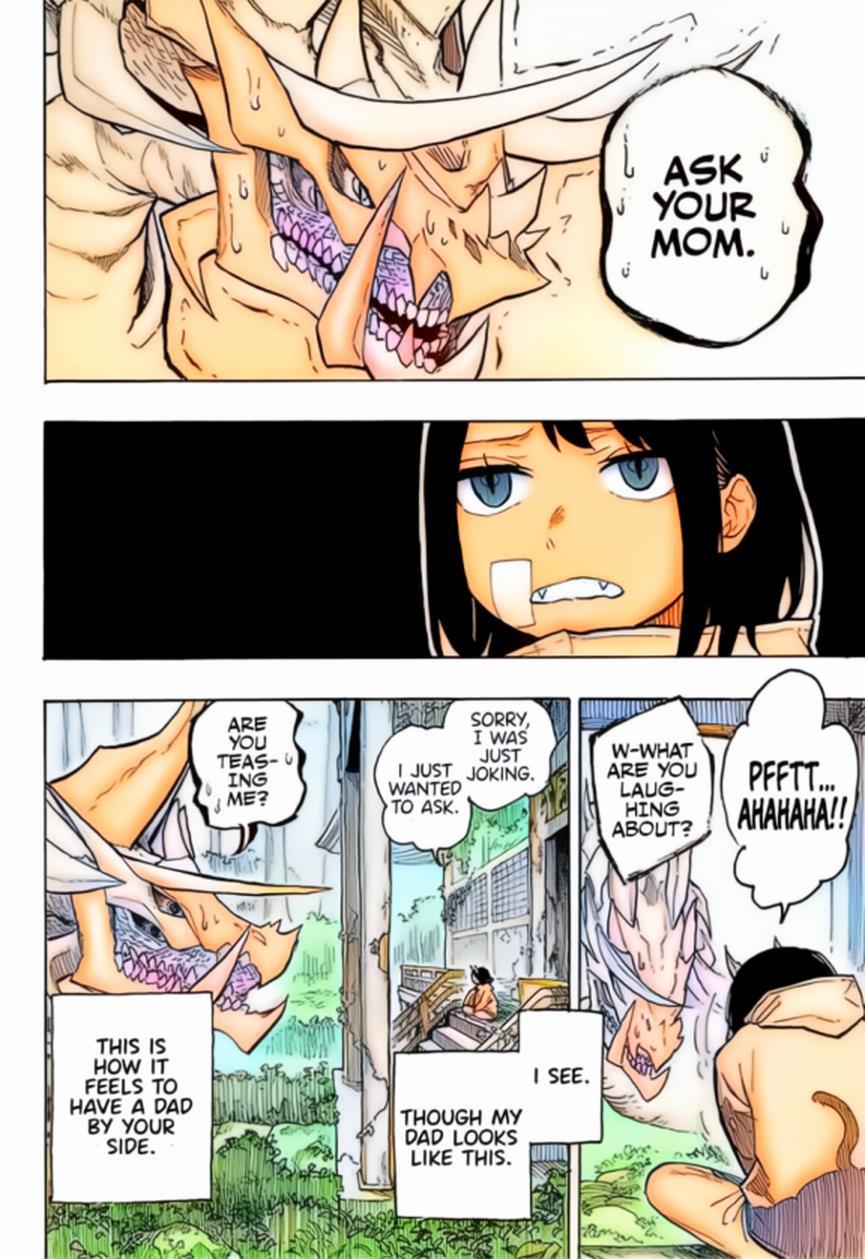 ASK
YOUR
MOM.
PFFTT...
AHAHAHA!!
W-WHAT
ARE YOU
LAUG-
HING
ABOUT?
SORRY,
I WAS
JUST
JOKING.
I JUST
WANTED
TO ASK.
I SEE.
THOUGH MY
DAD LOOKS
LIKE THIS.
ARE
YOU
TEAS-
ING
ME?
THIS IS
HOW IT
FEELS TO
HAVE A DAD
BY YOUR
SIDE.